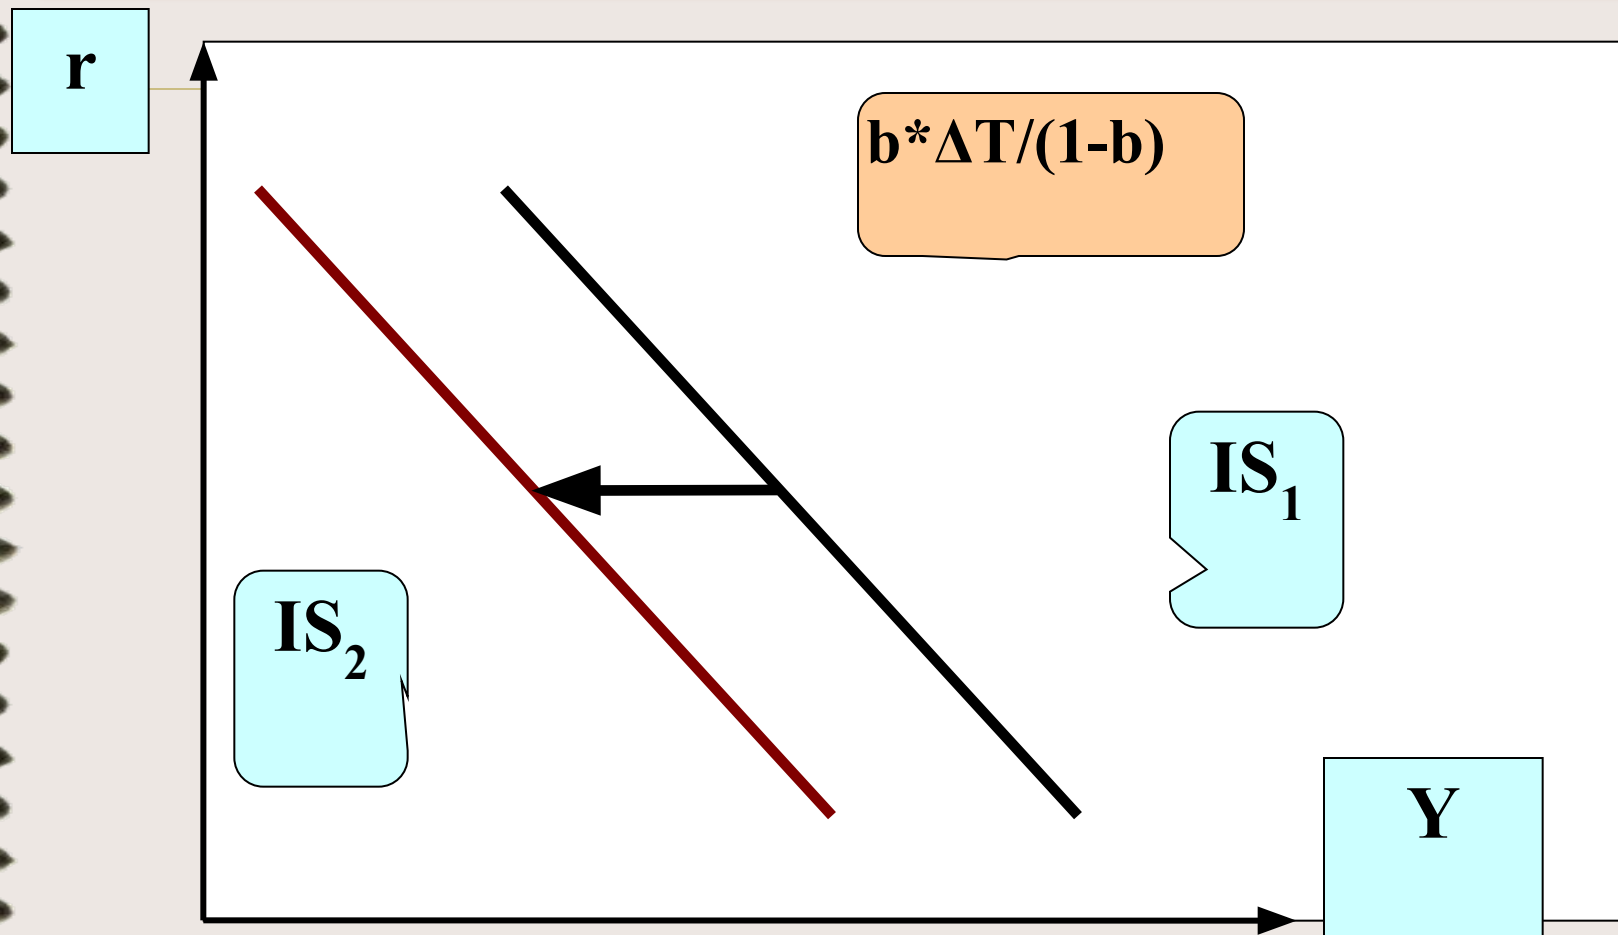 r
b*ΔT/(1-b)
IS₁
IS₂
Y